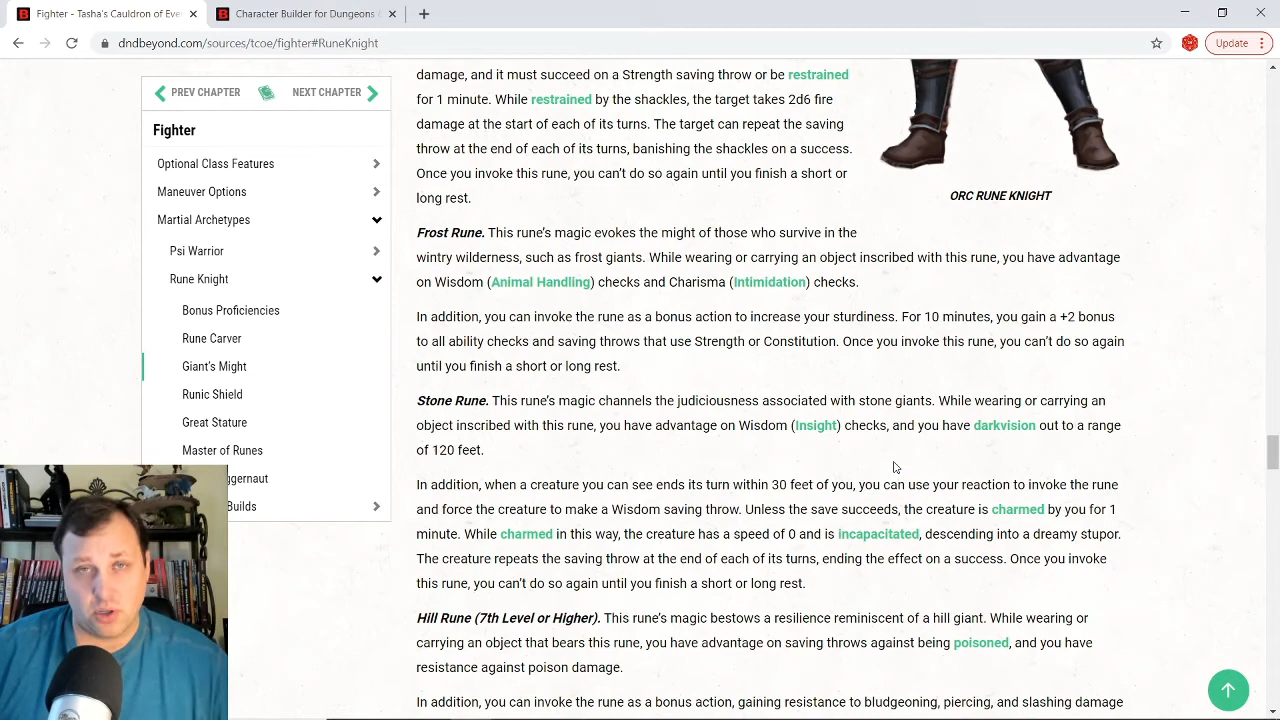 Fighter - Tasha's Cauldron of Eve
Character Builder for Dungeons &
dndbeyond.com/sources/tcoe/fighter#RuneKnight
Update
PREV CHAPTER
NEXT CHAPTER
Fighter
Optional Class Features
Maneuver Options
Martial Archetypes
Psi Warrior
Rune Knight
Bonus Proficiencies
Rune Carver
Giant's Might
Runic Shield
Great Stature
Master of Runes
ggernaut
Builds
damage, and it must succeed on a Strength saving throw or be restrained
for 1 minute. While restrained by the shackles, the target takes 2d6 fire
damage at the start of each of its turns. The target can repeat the saving
throw at the end of each of its turns, banishing the shackles on a success.
Once you invoke this rune, you can't do so again until you finish a short or
long rest.
ORC RUNE KNIGHT
Frost Rune. This rune's magic evokes the might of those who survive in the
wintry wilderness, such as frost giants. While wearing or carrying an object inscribed with this rune, you have advantage
on Wisdom (Animal Handling) checks and Charisma (Intimidation) checks.
In addition, you can invoke the rune as a bonus action to increase your sturdiness. For 10 minutes, you gain a +2 bonus
to all ability checks and saving throws that use Strength or Constitution. Once you invoke this rune, you can't do so again
until you finish a short or long rest.
Stone Rune. This rune's magic channels the judiciousness associated with stone giants. While wearing or carrying an
object inscribed with this rune, you have advantage on Wisdom (Insight) checks, and you have darkvision out to a range
of 120 feet.
In addition, when a creature you can see ends its turn within 30 feet of you, you can use your reaction to invoke the rune
and force the creature to make a Wisdom saving throw. Unless the save succeeds, the creature is charmed by you for 1
minute. While charmed in this way, the creature has a speed of 0 and is incapacitated, descending into a dreamy stupor.
The creature repeats the saving throw at the end of each of its turns, ending the effect on a success. Once you invoke
this rune, you can't do so again until you finish a short or long rest.
Hill Rune (7th Level or Higher). This rune's magic bestows a resilience reminiscent of a hill giant. While wearing or
carrying an object that bears this rune, you have advantage on saving throws against being poisoned, and you have
resistance against poison damage.
In addition, you can invoke the rune as a bonus action, gaining resistance to bludgeoning, piercing, and slashing damage